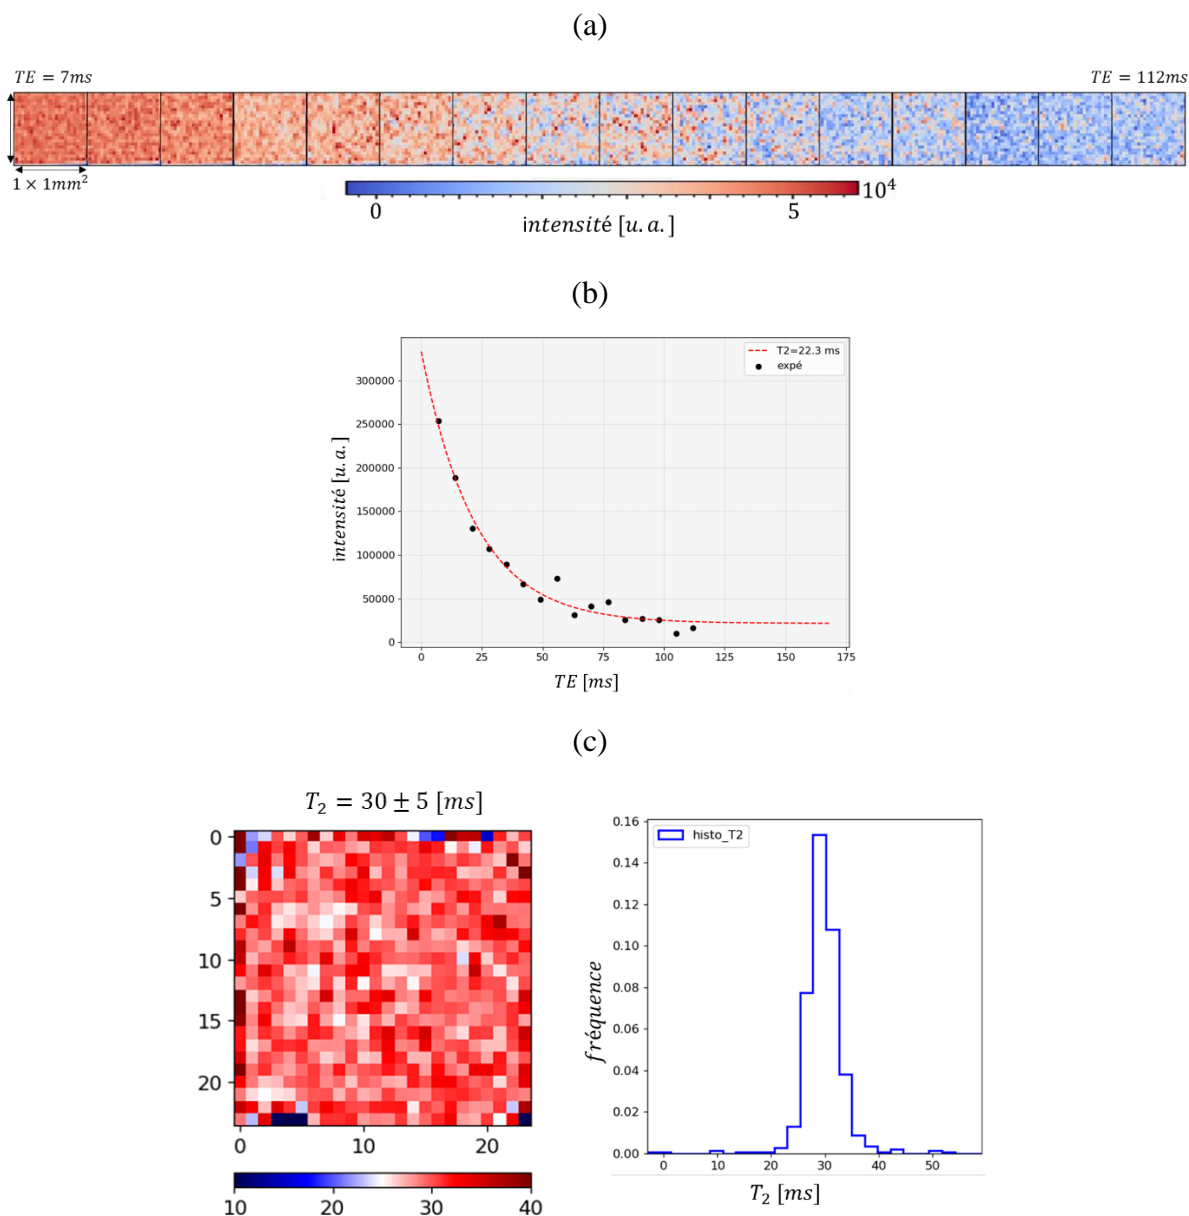 (a)
TE = 7ms
TE = 112ms
1 × 1mm²
0
5
10⁴
intensité [u. a.]
(b)
T2=22.3 ms
expé
300000
250000
200000
150000
100000
50000
0
intensité [u. a.]
0 25 50 75 100 125 150 175
TE [ms]
(c)
T₂ = 30 ± 5 [ms]
0
5
10
15
20
0 10 20
10 20 30 40
histo_T2
0.16
0.14
0.12
0.10
0.08
0.06
0.04
0.02
0.00
fréquence
0 10 20 30 40 50
T₂ [ms]